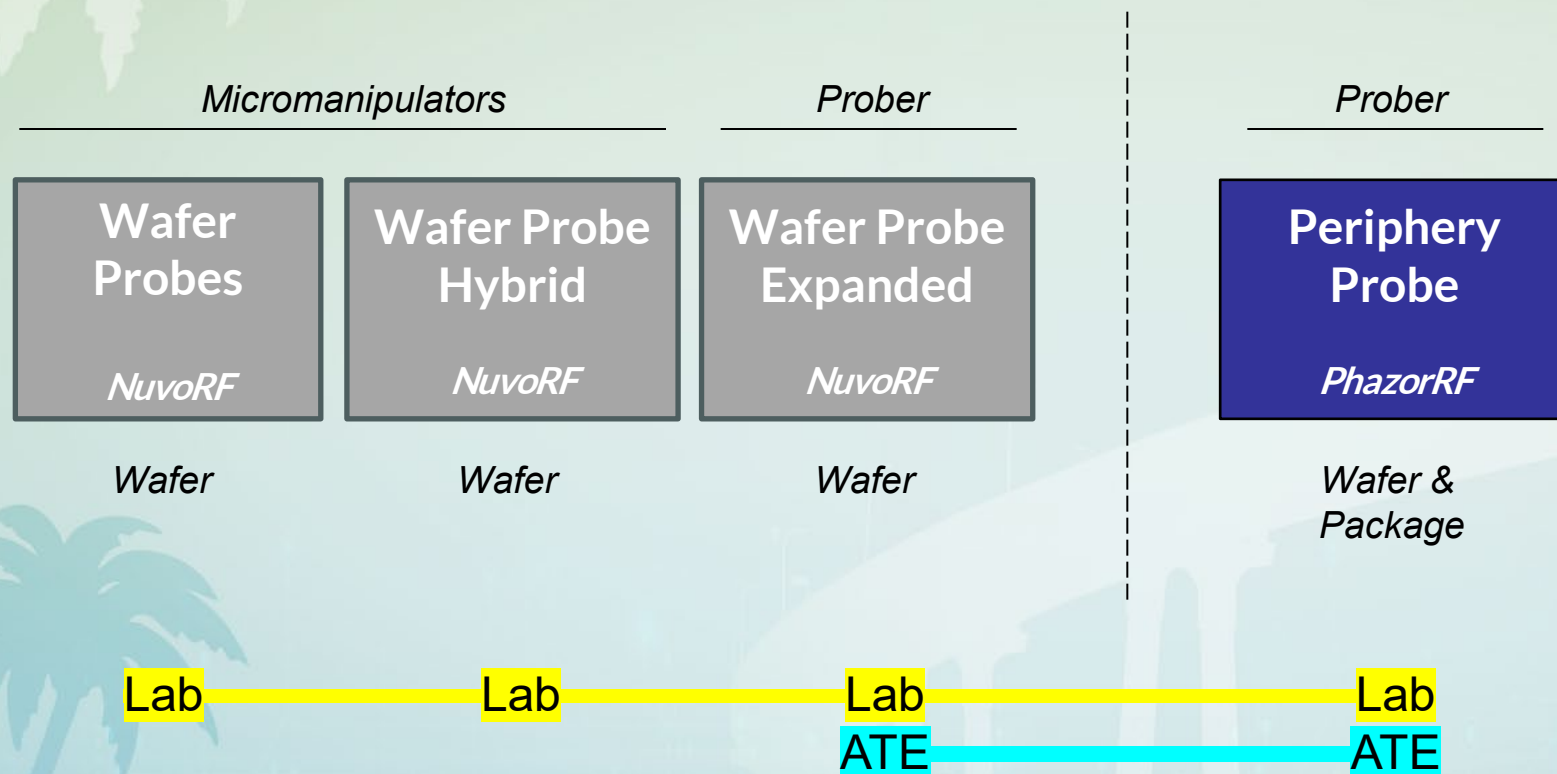 Micromanipulators
Prober
Prober
Wafer
Probes
NuvoRF
Wafer Probe
Hybrid
NuvoRF
Wafer Probe
Expanded
NuvoRF
Periphery
Probe
PhazorRF
Wafer
Wafer
Wafer
Wafer &
Package
Lab
Lab
Lab
Lab
ATE
ATE